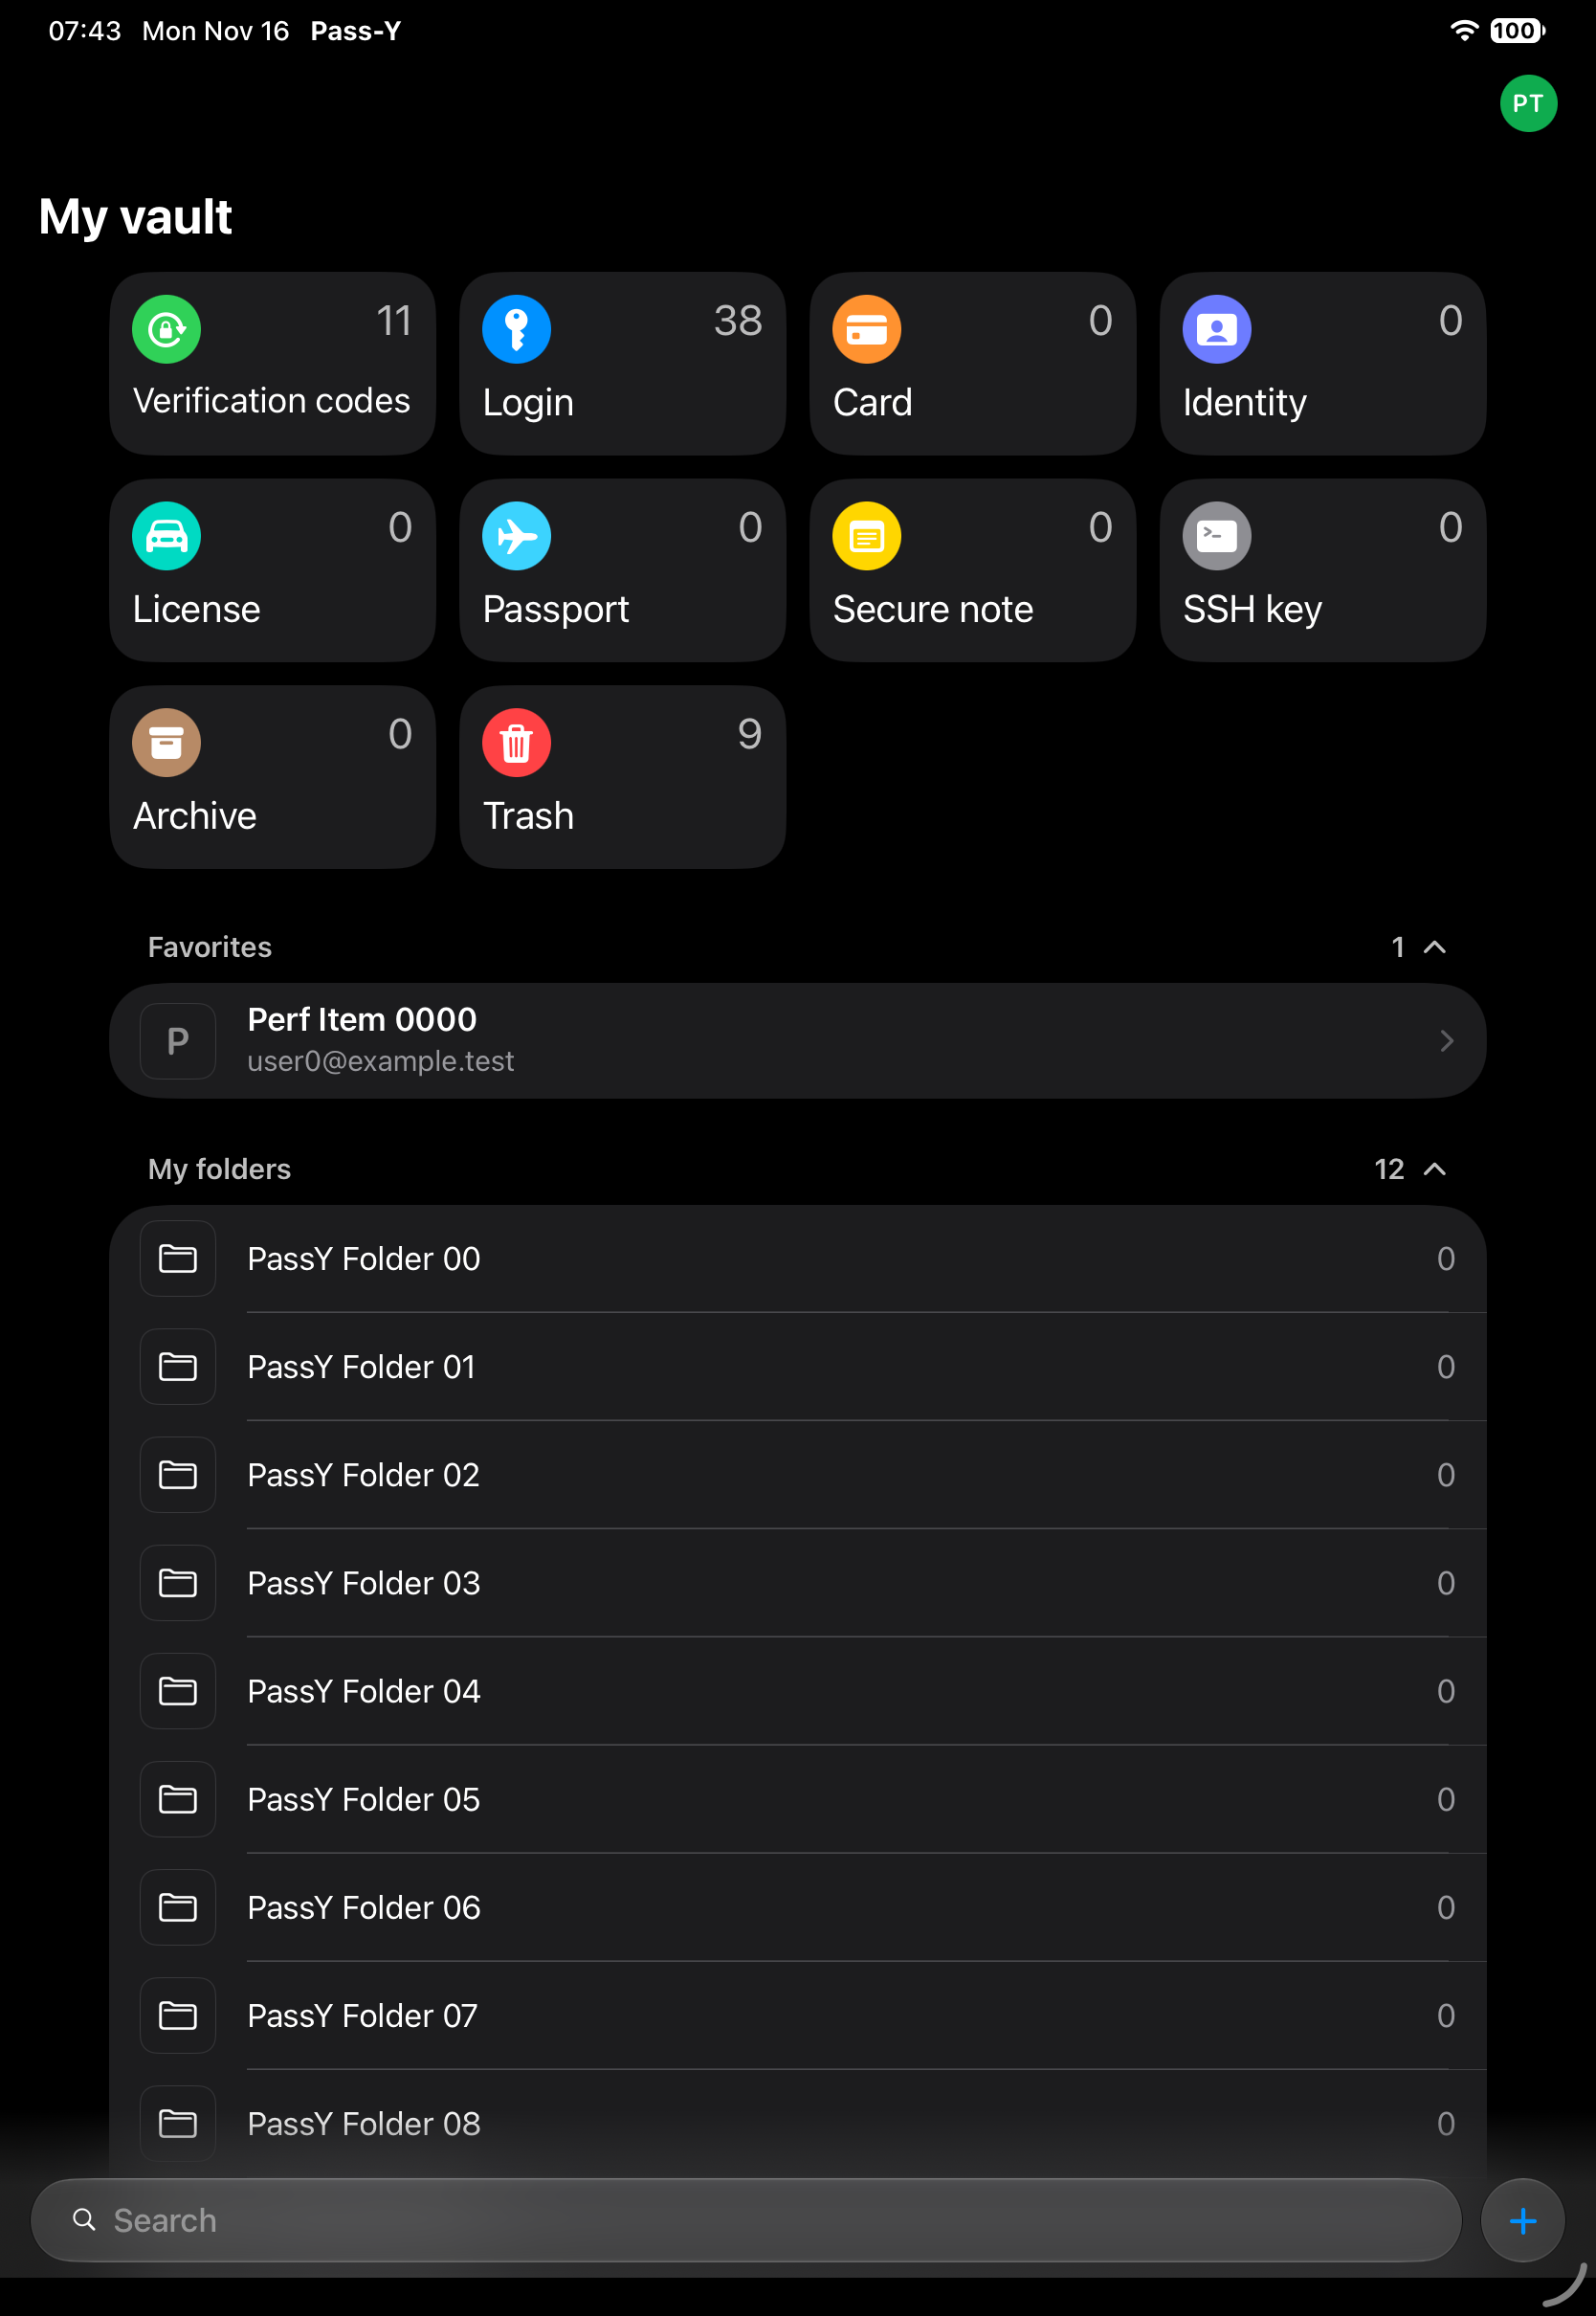 07:43 Mon Nov 16 Pass-Y 100
PT
My vault
11
Verification codes
38
Login
0
Card
0
Identity
0
License
0
Passport
0
Secure note
0
SSH key
0
Archive
9
Trash
Favorites 1
P
Perf Item 0000
user0@example.test
My folders 12
PassY Folder 00 0
PassY Folder 01 0
PassY Folder 02 0
PassY Folder 03 0
PassY Folder 04 0
PassY Folder 05 0
PassY Folder 06 0
PassY Folder 07 0
PassY Folder 08 0
Search